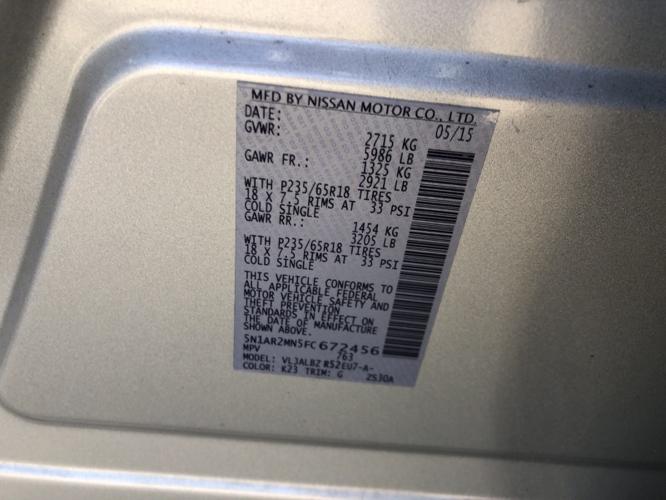 MFD BY NISSAN MOTOR CO., LTD.
DATE: 05/15
GVWR: 2715 KG
5986 LB
GAWR FR.: 1325 KG
2921 LB
WITH P235/65R18 TIRES
18 X 7.5 RIMS AT 33 PSI
COLD SINGLE
GAWR RR.: 1454 KG
3205 LB
WITH P235/65R18 TIRES
18 X 7.5 RIMS AT 33 PSI
COLD SINGLE
THIS VEHICLE CONFORMS TO
ALL APPLICABLE FEDERAL
MOTOR VEHICLE SAFETY AND
THEFT PREVENTION
STANDARDS IN EFFECT ON
THE DATE OF MANUFACTURE
SHOWN ABOVE.
5N1AR2MN5FC672456
MPV 763
MODEL: VLJALBZ R52EU7-A-
COLOR: K23 TRIM: G 2SJOA